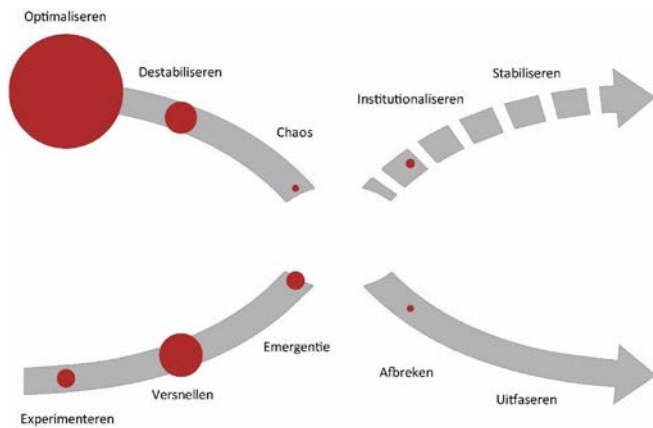 Optimaliseren
Destabiliseren
Chaos
Stabiliseren
Institutionaliseren
Emergentie
Versnellen
Experimenteren
Afbreken
Uitfaseren